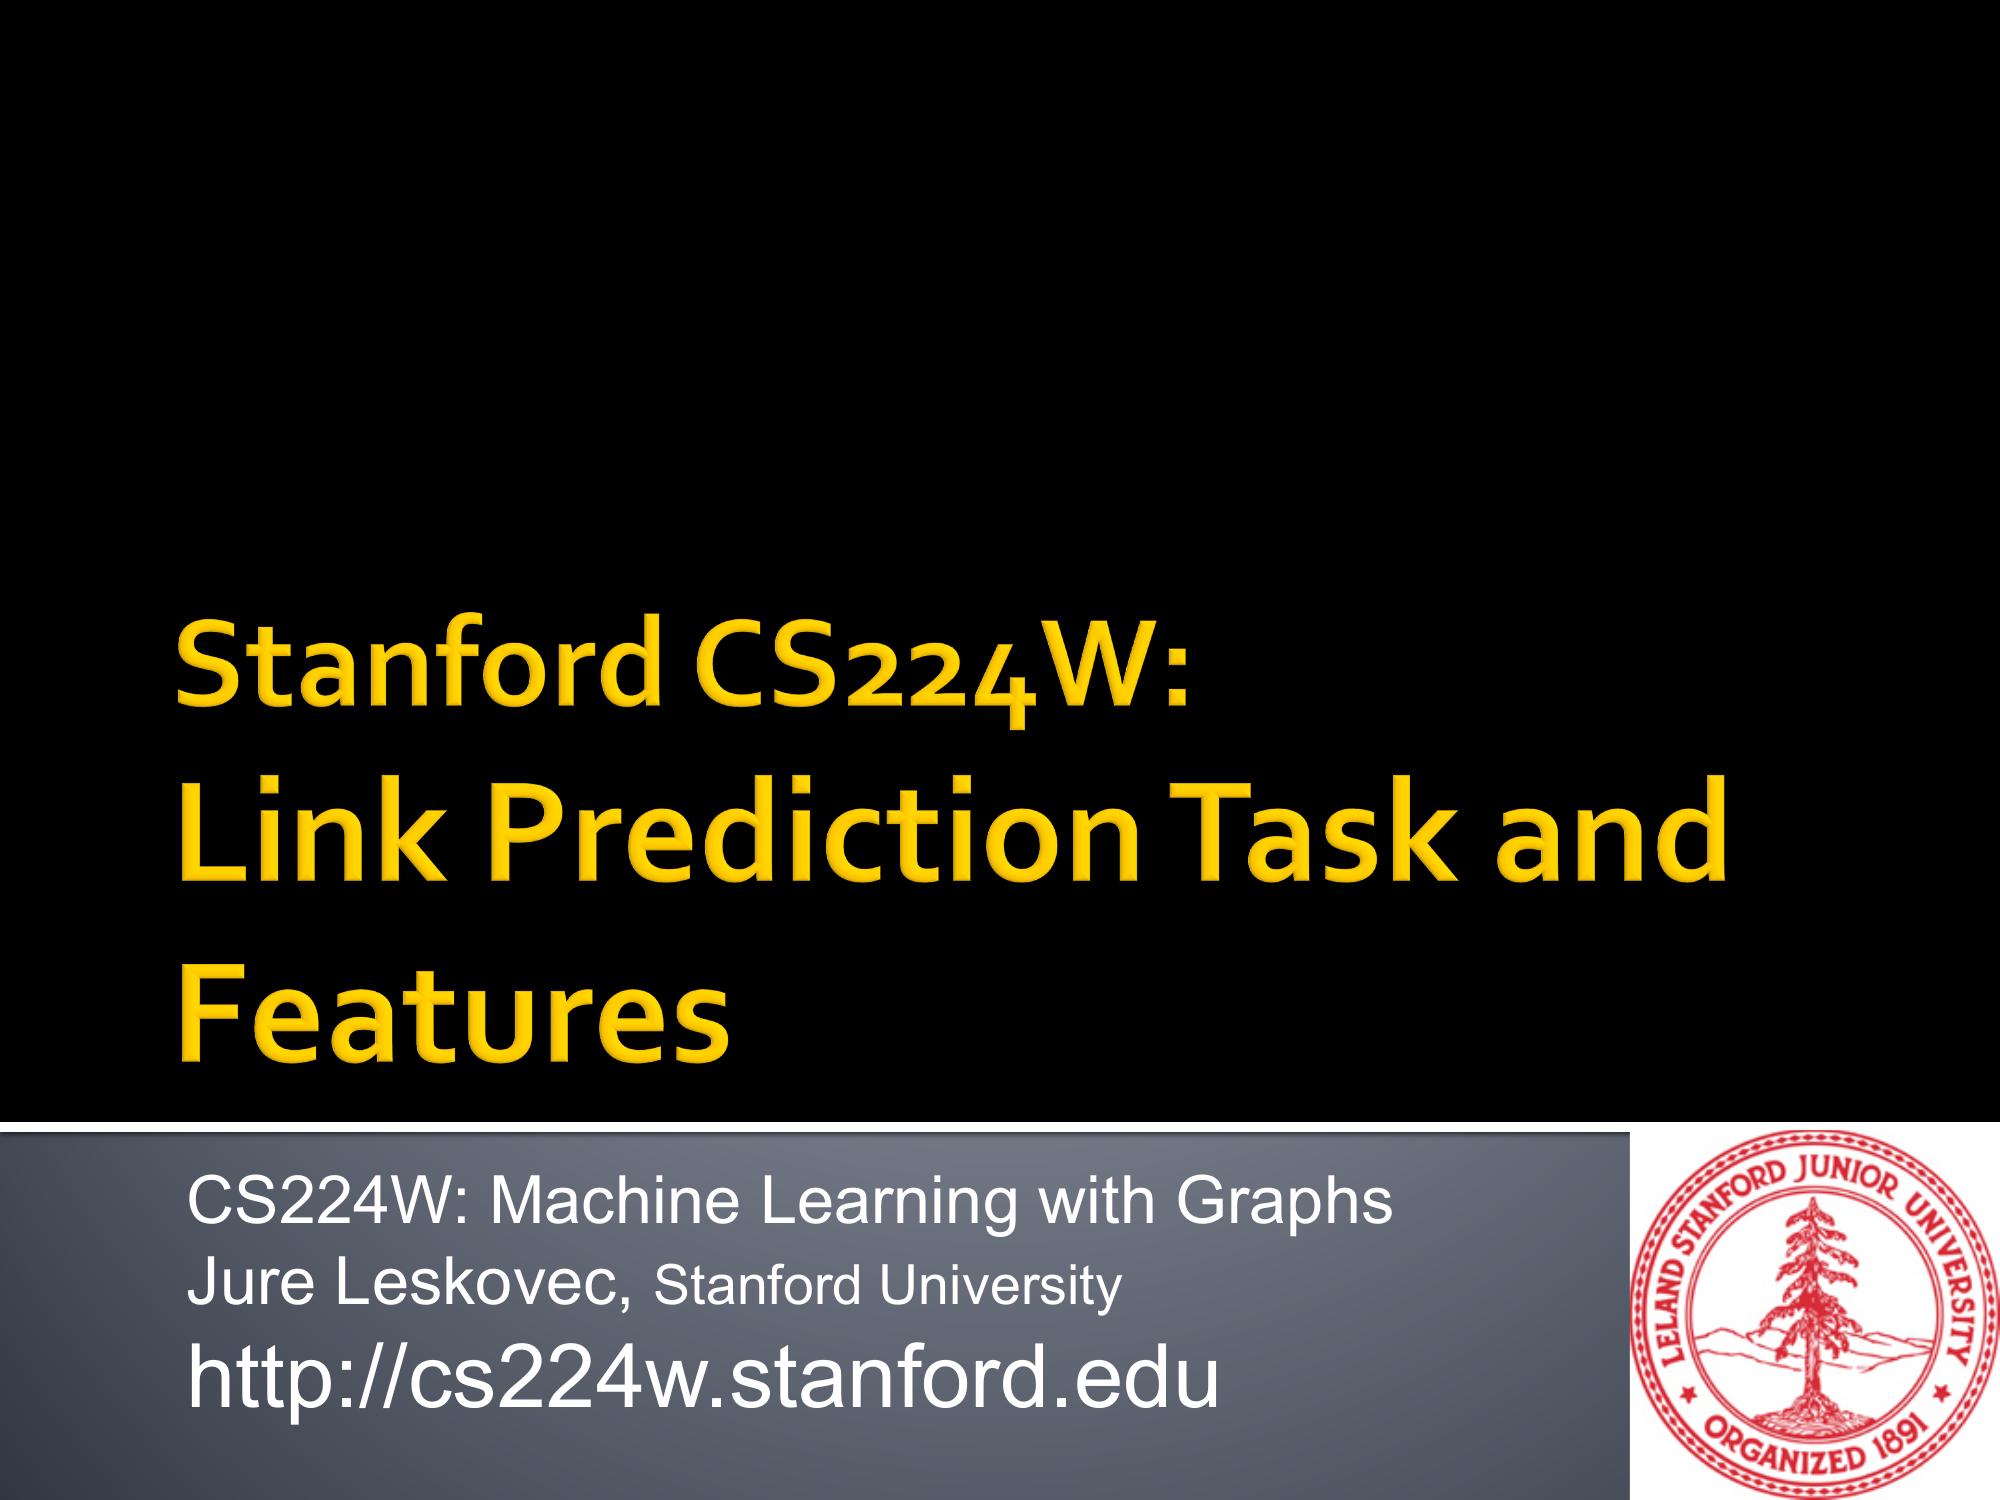 Stanford CS224W:
Link Prediction Task and
Features
CS224W: Machine Learning with Graphs
Jure Leskovec, Stanford University
http://cs224w.stanford.edu
LELAND STANFORD JUNIOR UNIVERSITY
ORGANIZED 1891